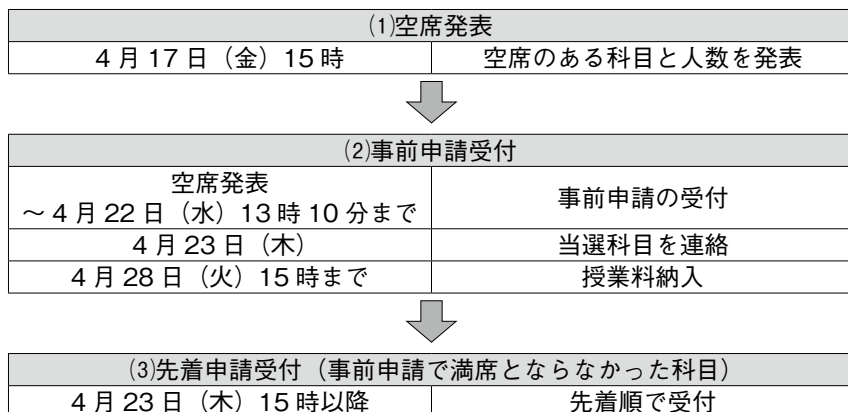 ⑴空席発表
4月17日（金）15時 空席のある科目と人数を発表
⑵事前申請受付
空席発表
～4月22日（水）13時10分まで 事前申請の受付
4月23日（木） 当選科目を連絡
4月28日（火）15時まで 授業料納入
⑶先着申請受付（事前申請で満席とならなかった科目）
4月23日（木）15時以降 先着順で受付